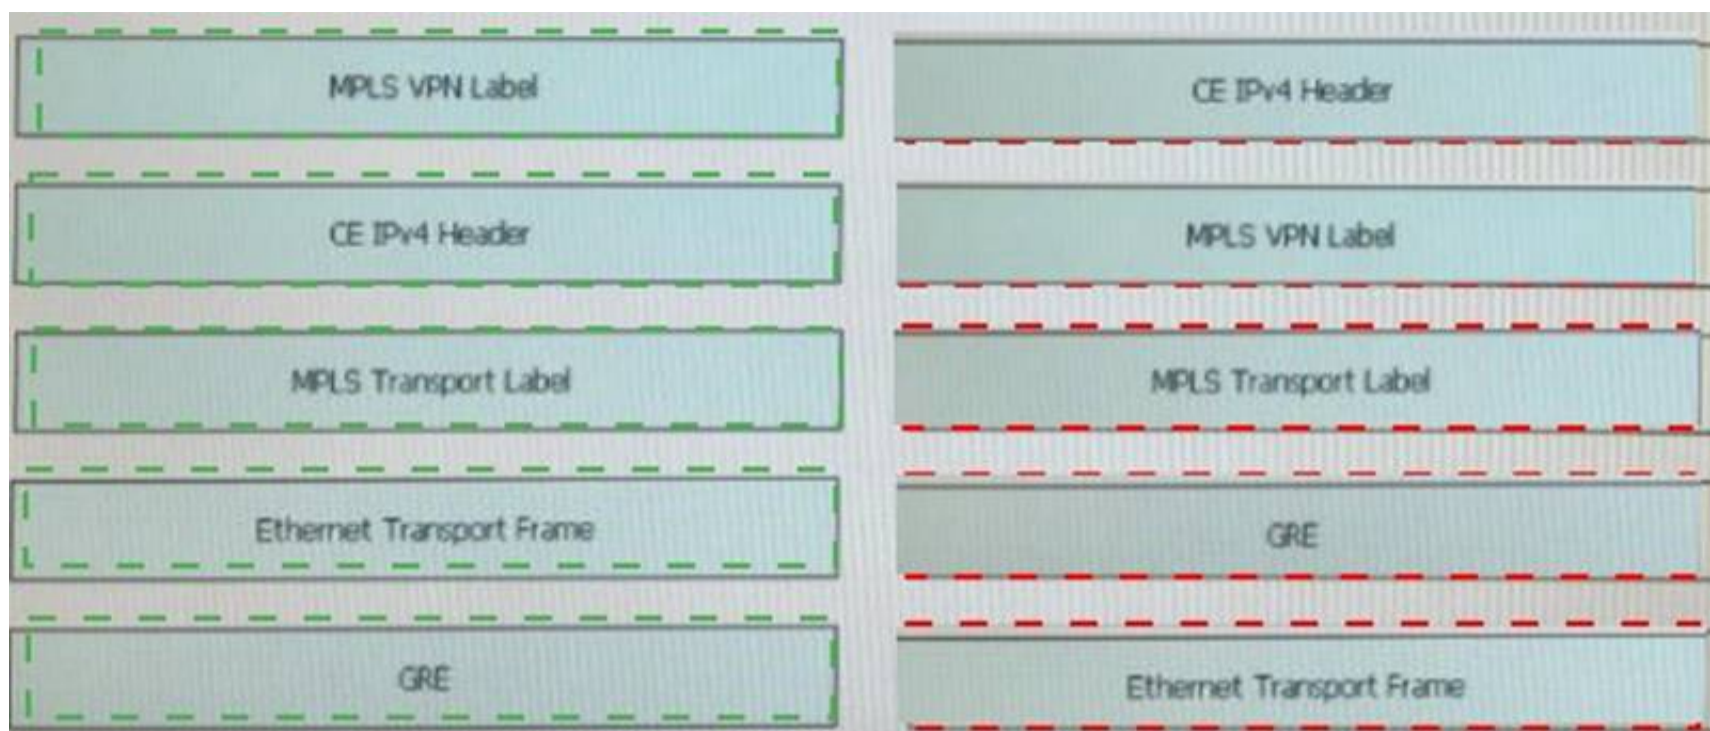 MPLS VPN Label
CE IPv4 Header
MPLS Transport Label
Ethernet Transport Frame
GRE
CE IPv4 Header
MPLS VPN Label
MPLS Transport Label
GRE
Ethernet Transport Frame